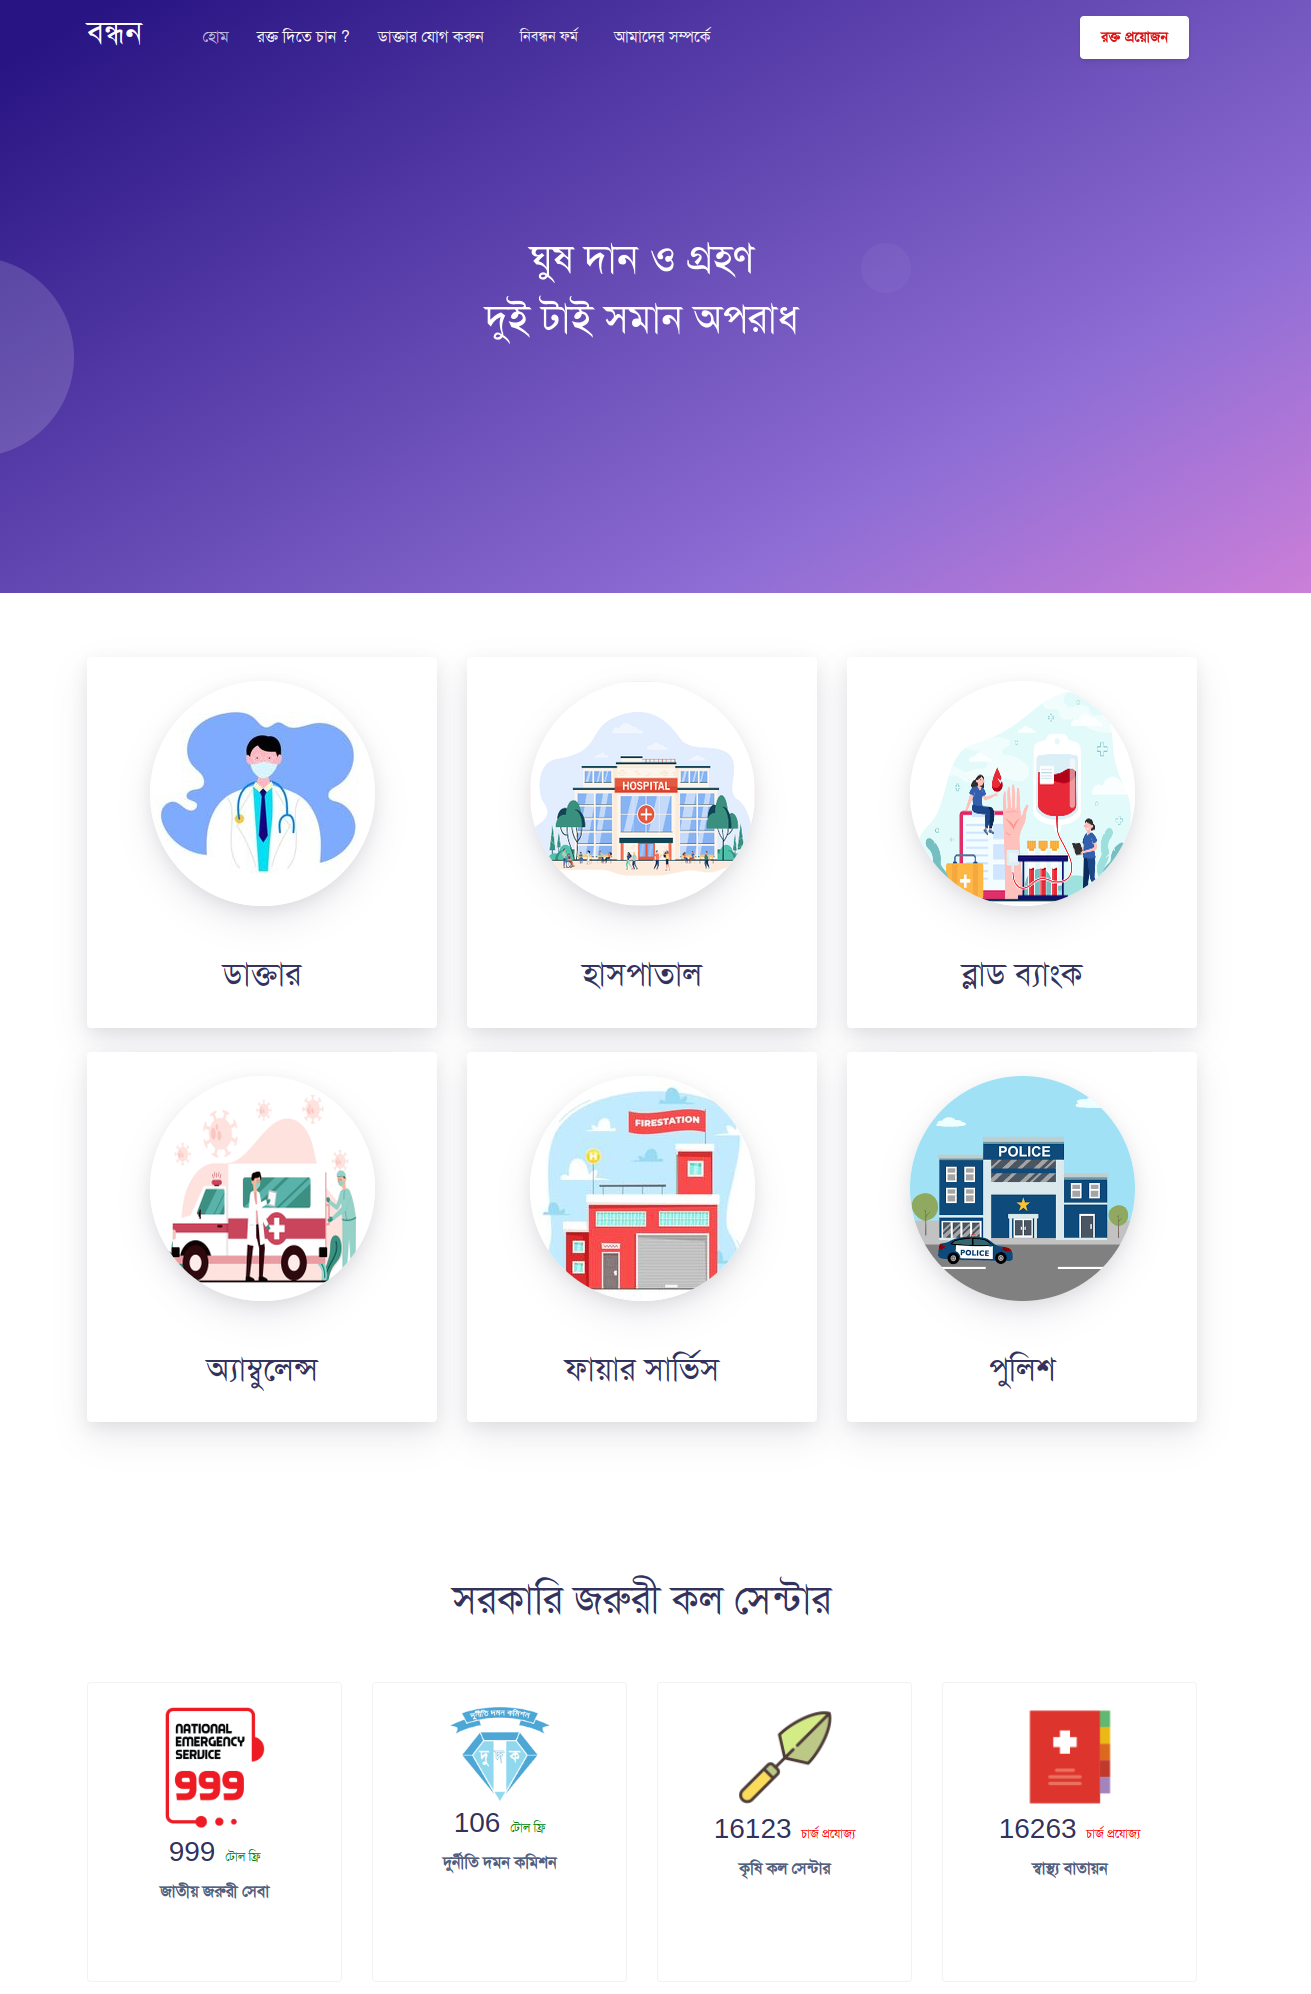 বন্ধন
হোম
রক্ত দিতে চান ?
ডাক্তার যোগ করুন
নিবন্ধন ফর্ম
আমাদের সম্পর্কে
রক্ত প্রয়োজন
ঘুষ দান ও গ্রহণ
দুই টাই সমান অপরাধ
HOSPITAL
ডাক্তার
হাসপাতাল
ব্লাড ব্যাংক
FIRESTATION
H
POLICE
POLICE
অ্যাম্বুলেন্স
ফায়ার সার্ভিস
পুলিশ
সরকারি জরুরী কল সেন্টার
NATIONAL
EMERGENCY
SERVICE
999
999 টোল ফ্রি
জাতীয় জরুরী সেবা
দুর্নীতি দমন কমিশন
দু দ ক
106 টোল ফ্রি
দুর্নীতি দমন কমিশন
16123 চার্জ প্রযোজ্য
কৃষি কল সেন্টার
16263 চার্জ প্রযোজ্য
স্বাস্থ্য বাতায়ন